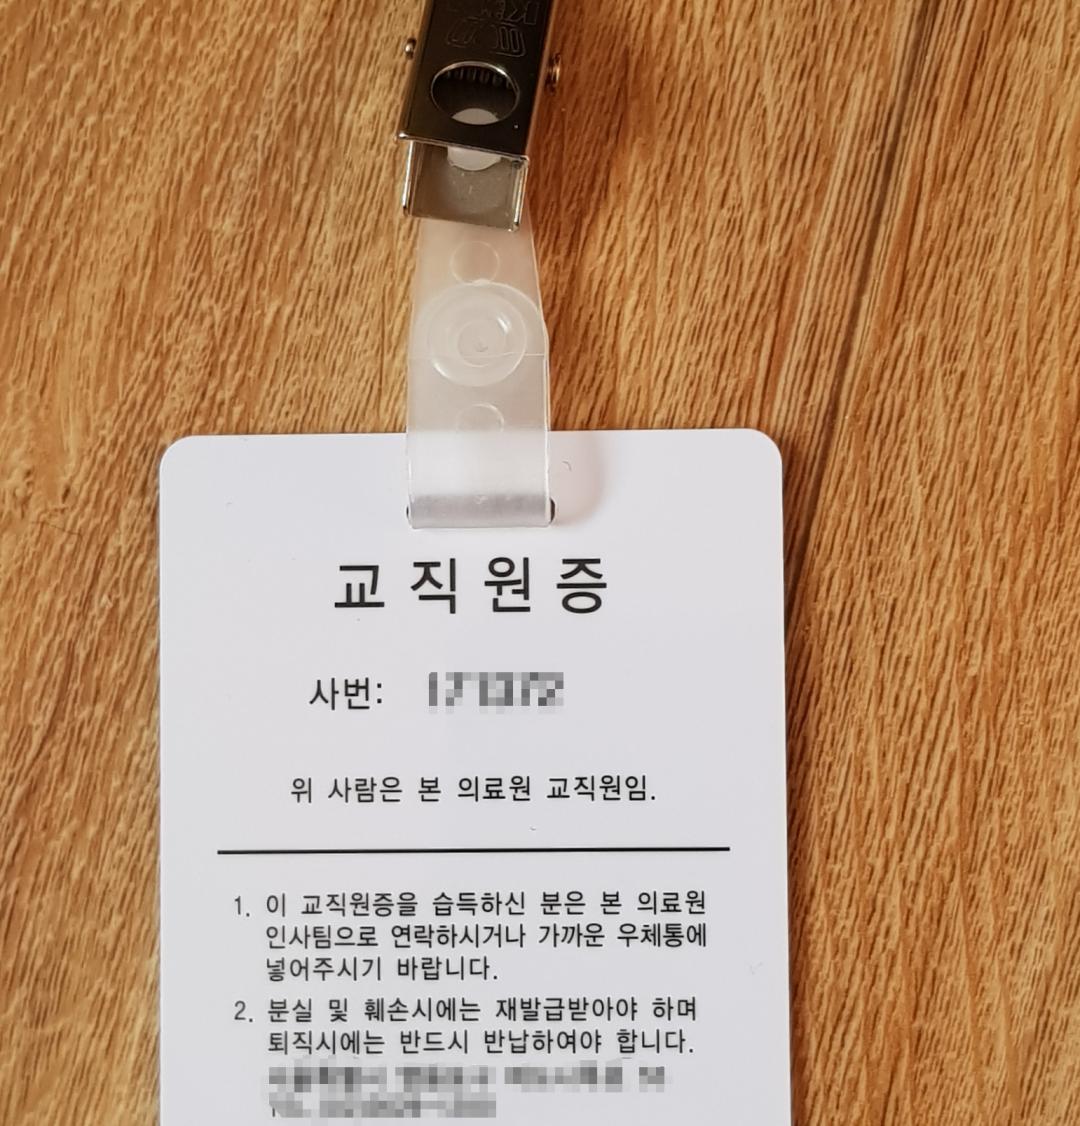 교직원증
사번:
위 사람은 본 의료원 교직원임.
1. 이 교직원증을 습득하신 분은 본 의료원
인사팀으로 연락하시거나 가까운 우체통에
넣어주시기 바랍니다.
2. 분실 및 훼손시에는 재발급받아야 하며
퇴직시에는 반드시 반납하여야 합니다.